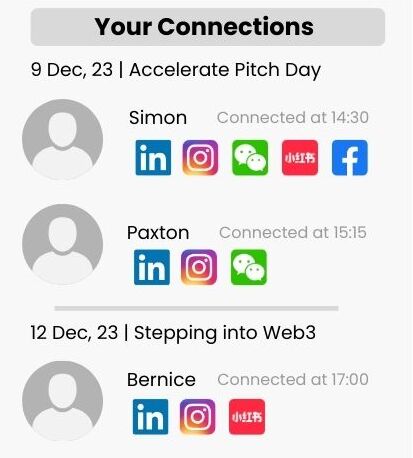 Your Connections
9 Dec, 23 | Accelerate Pitch Day
Simon Connected at 14:30
in 小红书 f
Paxton Connected at 15:15
in
12 Dec, 23 | Stepping into Web3
Bernice Connected at 17:00
in 小红书